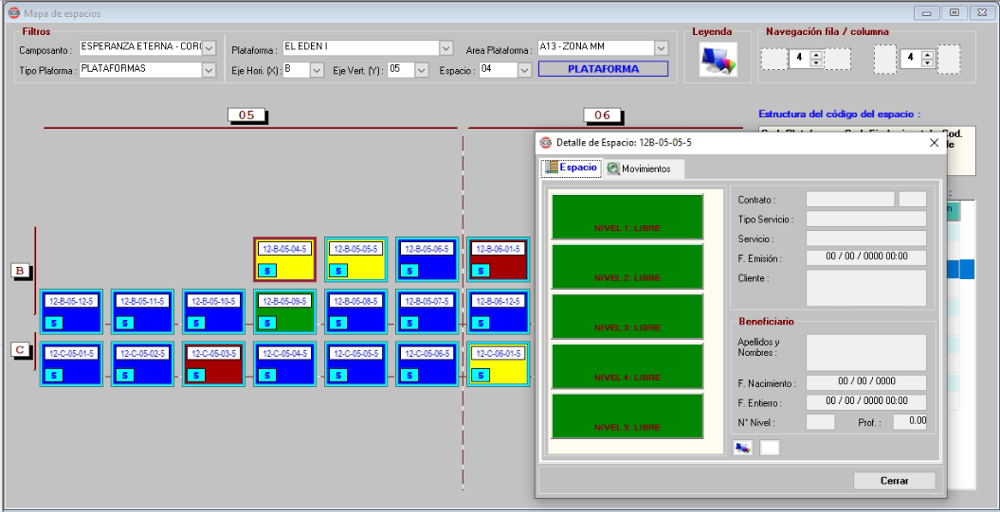 Mapa de espacios
Filtros
Camposanto : ESPERANZA ETERNA - CORI Plataforma : EL EDEN I Area Plataforma : A13 - ZONA MM
Tipo Plaforma : PLATAFORMAS Eje Hori. (X) : B Eje Vert. (Y) : 05 Espacio : 04 PLATAFORMA
Leyenda
Navegación fila / columna
4 4
05 06
Estructura del código del espacio :
Detalle de Espacio: 12B-05-05-5
Espacio Movimientos
NIVEL 1: LIBRE
NIVEL 2: LIBRE
NIVEL 3: LIBRE
NIVEL 4: LIBRE
NIVEL 5: LIBRE
Contrato :
Tipo Servicio :
Servicio :
F. Emisión : 00 / 00 / 0000 00:00
Cliente :
Beneficiario
Apellidos y
Nombres :
F. Nacimiento : 00 / 00 / 0000
F. Entierro : 00 / 00 / 0000 00:00
N° Nivel : Prof. : 0.00
Cerrar
B
12-B-05-04-5 12-B-05-05-5 12-B-05-06-5 12-B-06-01-5
5 5 5 5
12-B-05-12-5 12-B-05-11-5 12-B-05-10-5 12-B-05-09-5 12-B-05-08-5 12-B-05-07-5 12-B-06-12-5
5 5 5 5 5 5 5
C
12-C-05-01-5 12-C-05-02-5 12-C-05-03-5 12-C-05-04-5 12-C-05-05-5 12-C-05-06-5 12-C-06-01-5
5 5 5 5 5 5 5